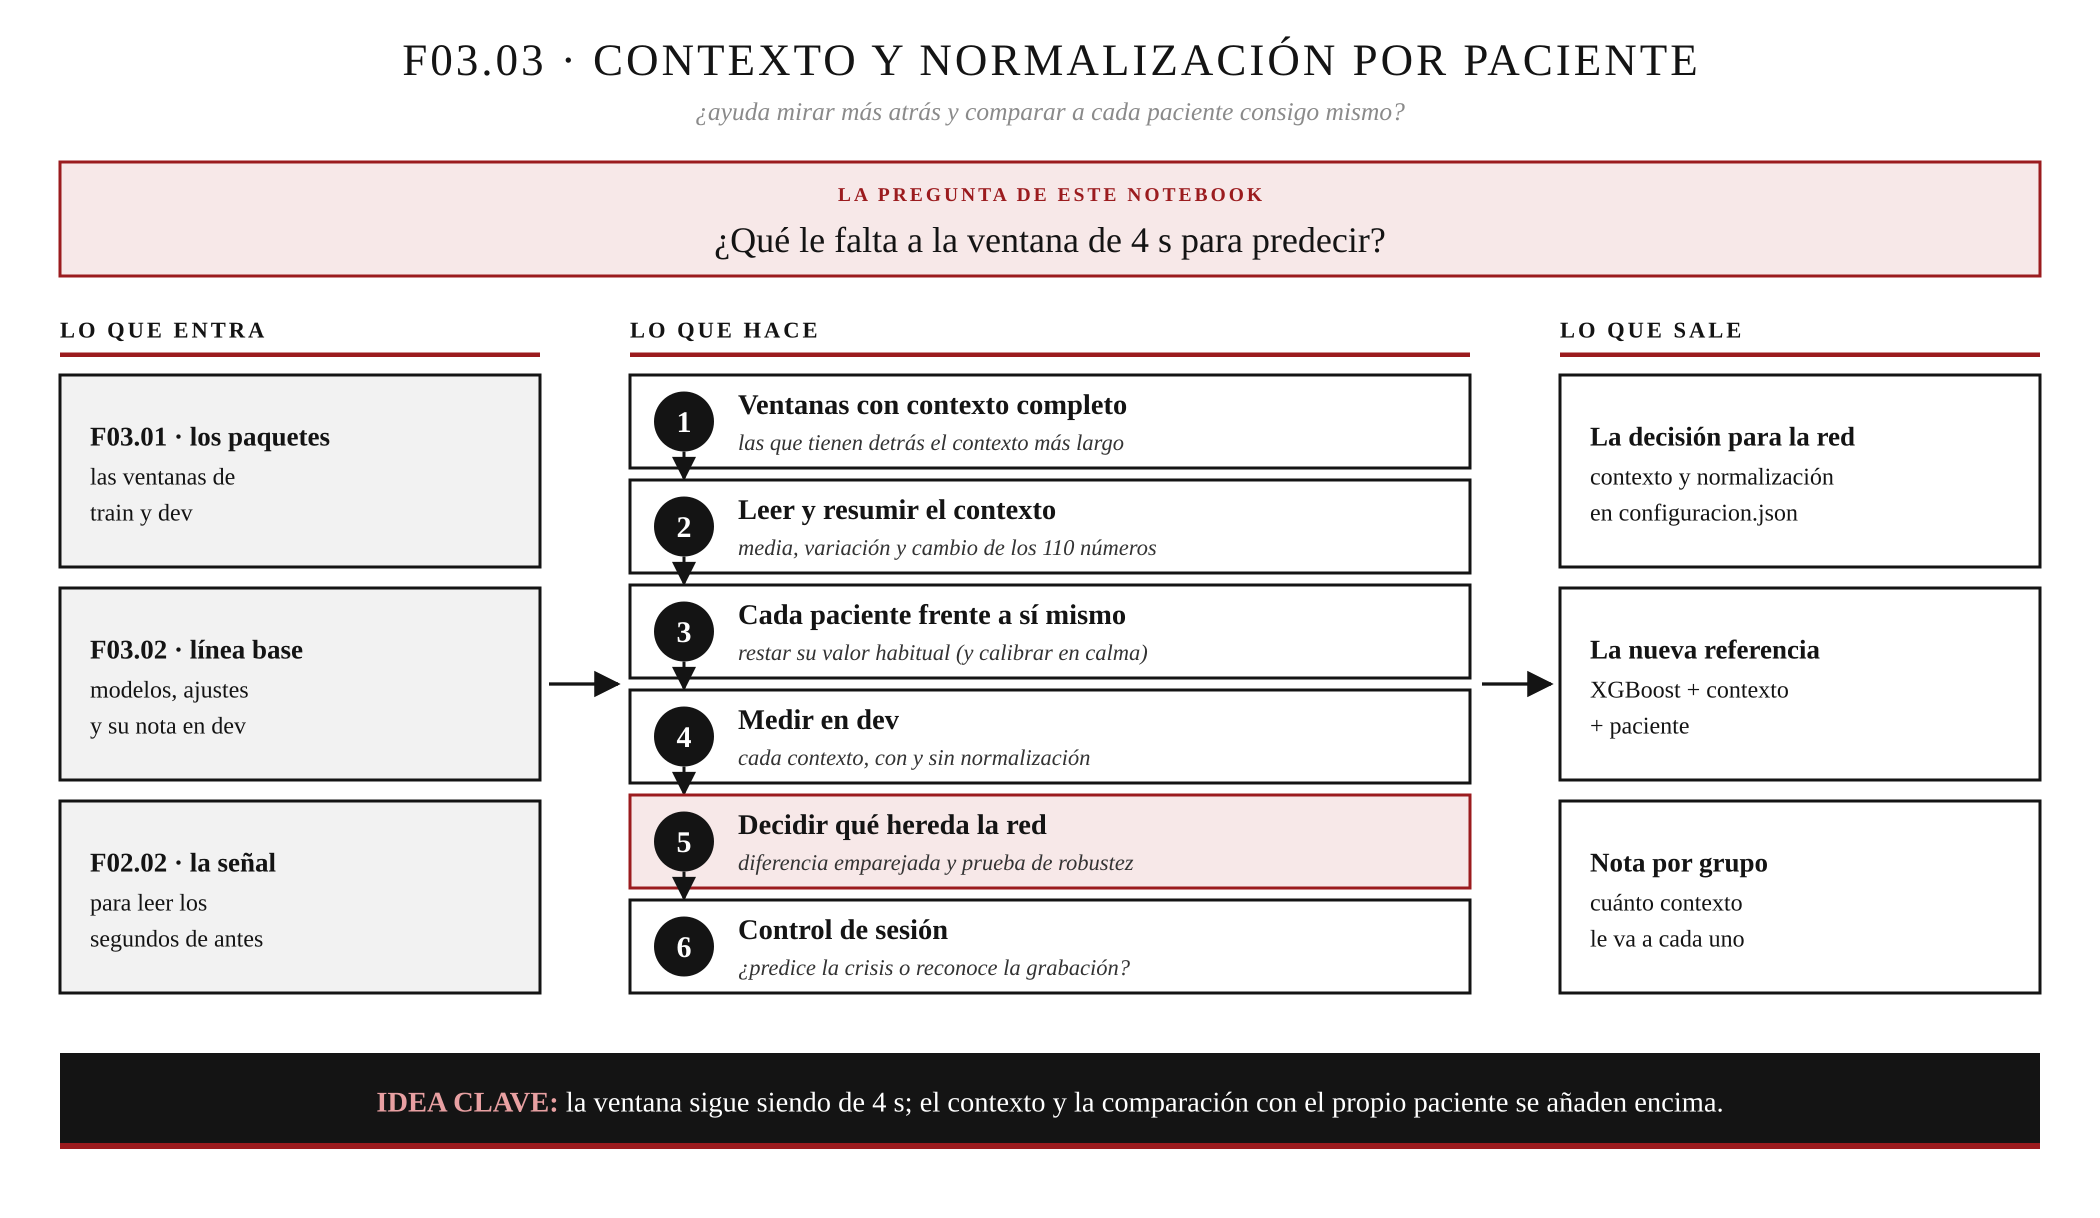 F03.03 · CONTEXTO Y NORMALIZACIÓN POR PACIENTE
¿ayuda mirar más atrás y comparar a cada paciente consigo mismo?
LA PREGUNTA DE ESTE NOTEBOOK
¿Qué le falta a la ventana de 4 s para predecir?
LO QUE ENTRA
F03.01 · los paquetes
las ventanas de
train y dev
F03.02 · línea base
modelos, ajustes
y su nota en dev
F02.02 · la señal
para leer los
segundos de antes
LO QUE HACE
1
Ventanas con contexto completo
las que tienen detrás el contexto más largo
2
Leer y resumir el contexto
media, variación y cambio de los 110 números
3
Cada paciente frente a sí mismo
restar su valor habitual (y calibrar en calma)
4
Medir en dev
cada contexto, con y sin normalización
5
Decidir qué hereda la red
diferencia emparejada y prueba de robustez
6
Control de sesión
¿predice la crisis o reconoce la grabación?
LO QUE SALE
La decisión para la red
contexto y normalización
en configuracion.json
La nueva referencia
XGBoost + contexto
+ paciente
Nota por grupo
cuánto contexto
le va a cada uno
IDEA CLAVE: la ventana sigue siendo de 4 s; el contexto y la comparación con el propio paciente se añaden encima.